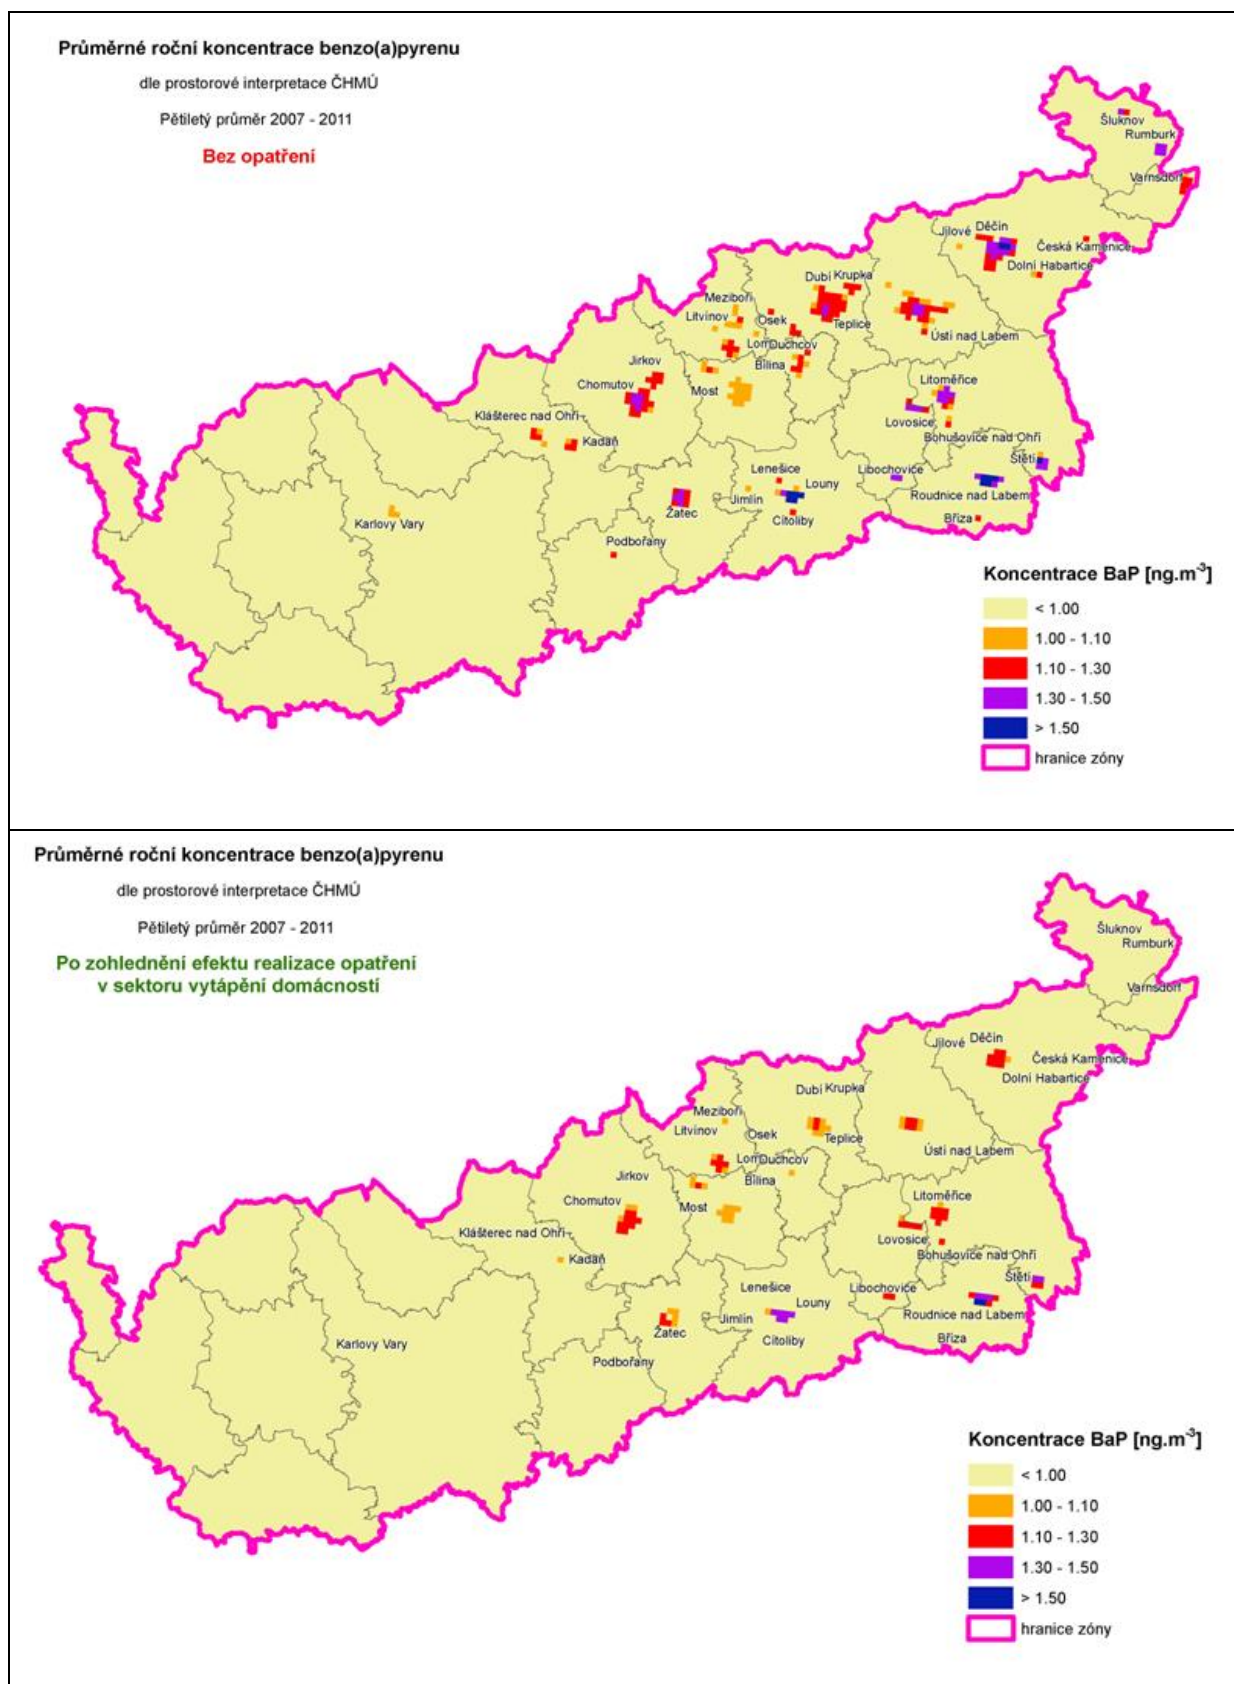 Průměrné roční koncentrace benzo(a)pyrenu
dle prostorové interpretace ČHMÚ
Pětiletý průměr 2007 - 2011
Bez opatření
Šluknov
Rumburk
Varnsdorf
Jílové Děčín
Česká Kamenice
Dolní Habartice
Dubí Krupka
Meziboří
Litvínov
Osek
Teplice
Ústí nad Labem
Lom Duchcov
Bílina
Jirkov
Chomutov
Most
Litoměřice
Klášterec nad Ohří
Kadaň
Lovosice
Bohušovice nad Ohří
Štětí
Lenešice
Libochovice
Louny
Jimlín
Roudnice nad Labem
Žatec
Citoliby
Bříza
Karlovy Vary
Podbořany
Koncentrace BaP [ng.m-3]
< 1.00
1.00 - 1.10
1.10 - 1.30
1.30 - 1.50
> 1.50
hranice zóny
Průměrné roční koncentrace benzo(a)pyrenu
dle prostorové interpretace ČHMÚ
Pětiletý průměr 2007 - 2011
Po zohlednění efektu realizace opatření
v sektoru vytápění domácností
Šluknov
Rumburk
Varnsdorf
Jílové Děčín
Česká Kamenice
Dolní Habartice
Dubí Krupka
Meziboří
Litvínov
Osek
Teplice
Ústí nad Labem
Lom Duchcov
Bílina
Jirkov
Chomutov
Most
Litoměřice
Klášterec nad Ohří
Kadaň
Lovosice
Bohušovice nad Ohří
Štětí
Lenešice
Libochovice
Louny
Jimlín
Roudnice nad Labem
Žatec
Citoliby
Bříza
Karlovy Vary
Podbořany
Koncentrace BaP [ng.m-3]
< 1.00
1.00 - 1.10
1.10 - 1.30
1.30 - 1.50
> 1.50
hranice zóny